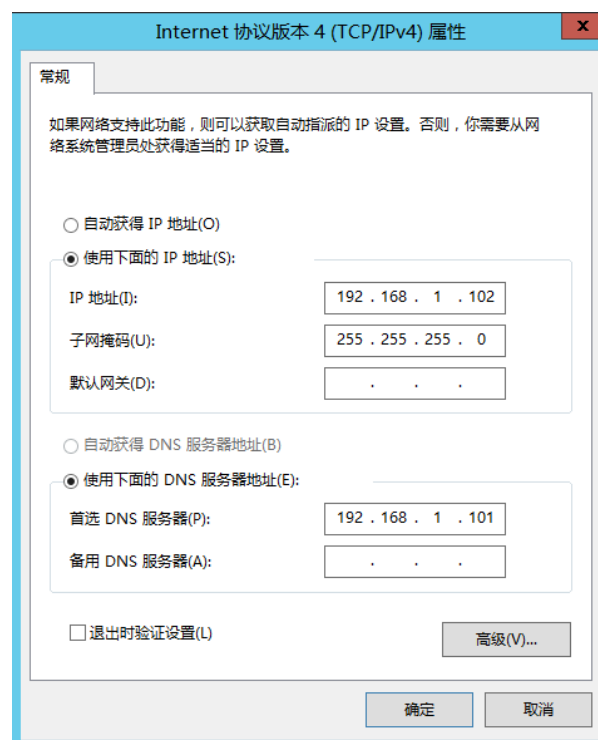 Internet 协议版本 4 (TCP/IPv4) 属性
x
常规
如果网络支持此功能，则可以获取自动指派的 IP 设置。否则，你需要从网
络系统管理员处获得适当的 IP 设置。
自动获得 IP 地址(O)
使用下面的 IP 地址(S):
IP 地址(I): 192 . 168 . 1 . 102
子网掩码(U): 255 . 255 . 255 . 0
默认网关(D): . . .
自动获得 DNS 服务器地址(B)
使用下面的 DNS 服务器地址(E):
首选 DNS 服务器(P): 192 . 168 . 1 . 101
备用 DNS 服务器(A): . . .
退出时验证设置(L)
高级(V)...
确定 取消